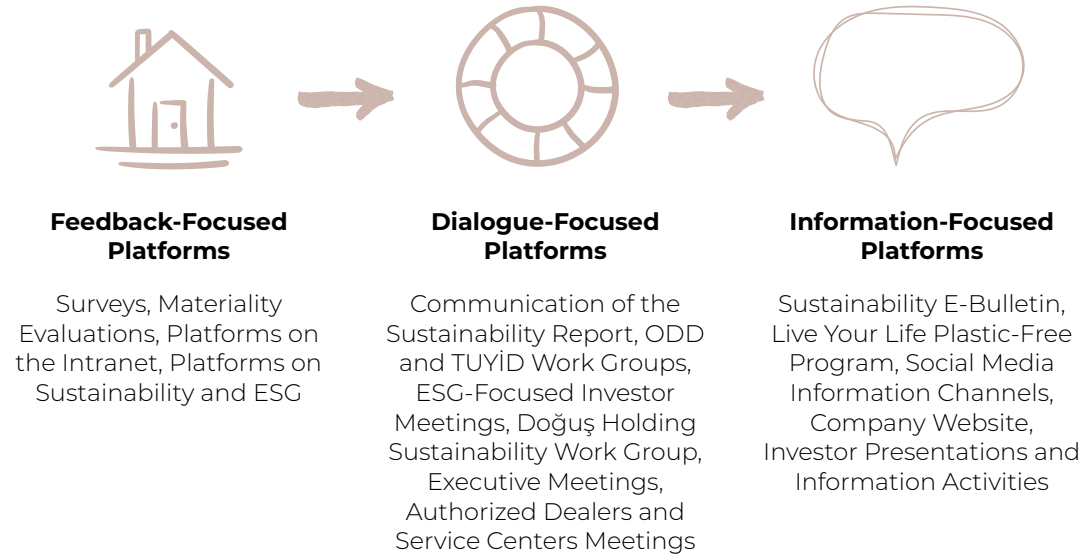 Feedback-Focused
Platforms
Surveys, Materiality
Evaluations, Platforms on
the Intranet, Platforms on
Sustainability and ESG
Dialogue-Focused
Platforms
Communication of the
Sustainability Report, ODD
and TUYİD Work Groups,
ESG-Focused Investor
Meetings, Doğuş Holding
Sustainability Work Group,
Executive Meetings,
Authorized Dealers and
Service Centers Meetings
Information-Focused
Platforms
Sustainability E-Bulletin,
Live Your Life Plastic-Free
Program, Social Media
Information Channels,
Company Website,
Investor Presentations and
Information Activities